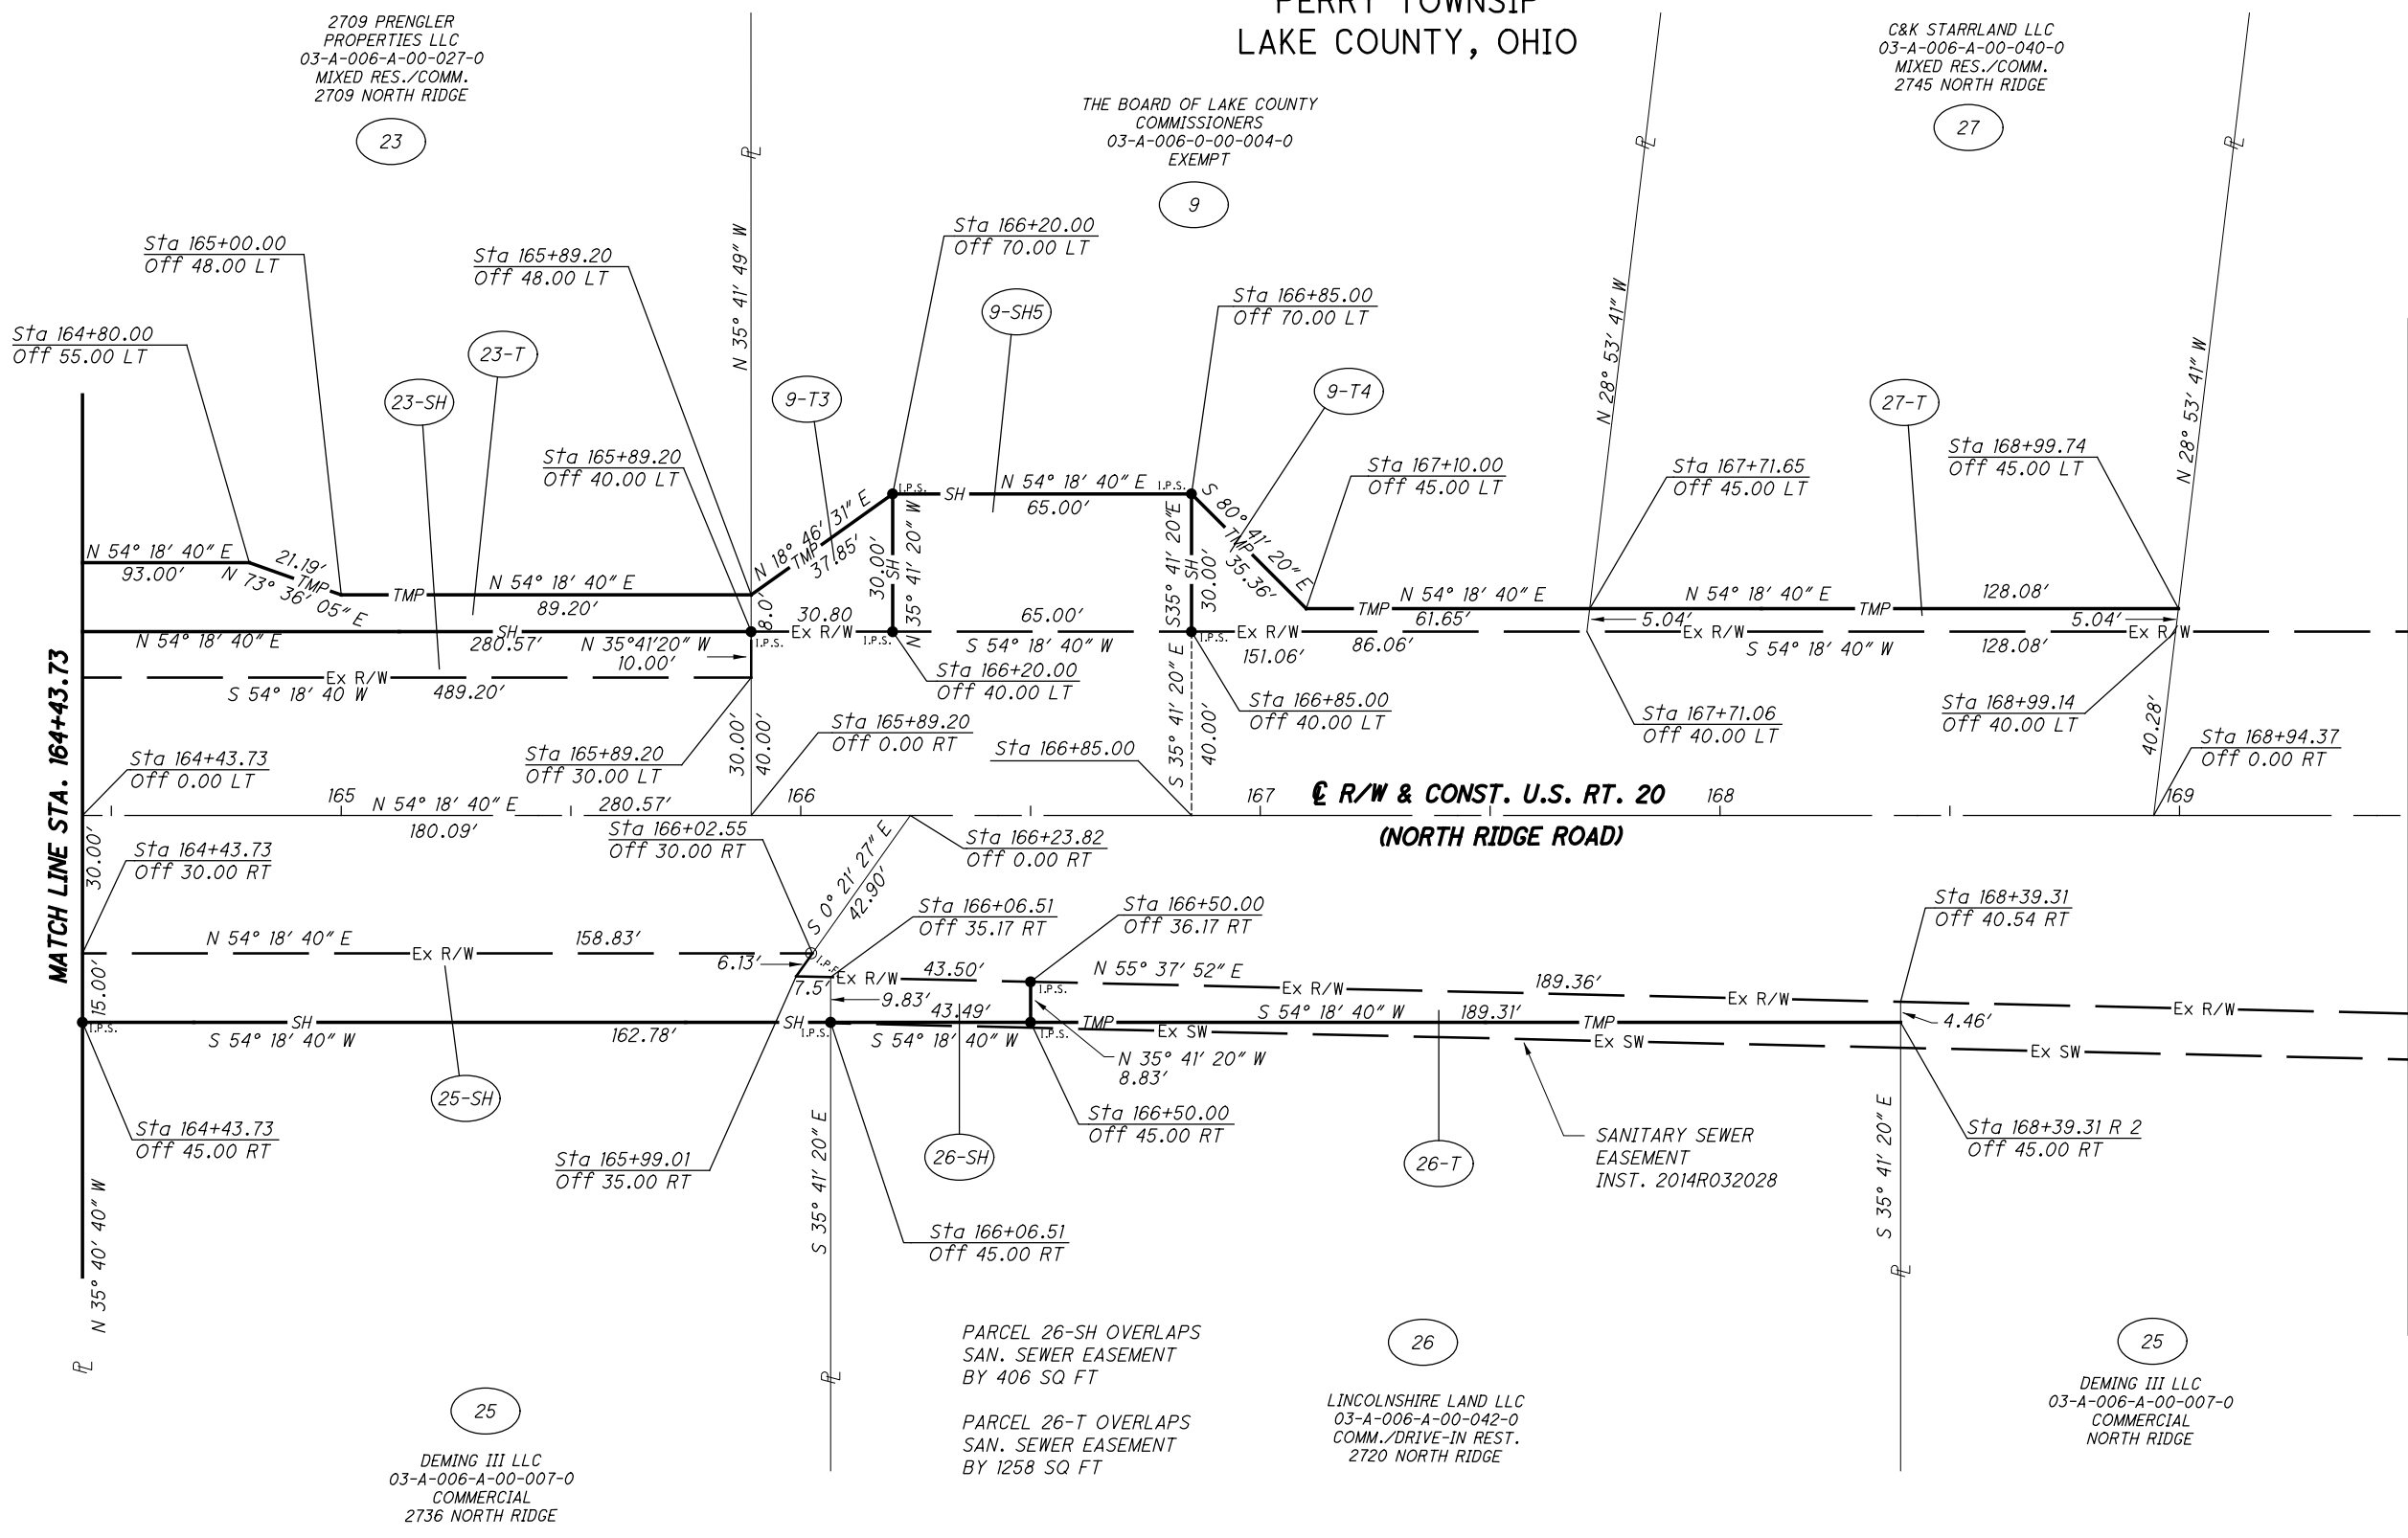 PERRY TOWNSIP
LAKE COUNTY, OHIO
2709 PRENGLER
PROPERTIES LLC
03-A-006-A-00-027-0
MIXED RES./COMM.
2709 NORTH RIDGE
23
THE BOARD OF LAKE COUNTY
COMMISSIONERS
03-A-006-0-00-004-0
EXEMPT
9
C&K STARRLAND LLC
03-A-006-A-00-040-0
MIXED RES./COMM.
2745 NORTH RIDGE
27
PL
PL
PL
N 35° 41' 49" W
N 28° 53' 41" W
N 28° 53' 41" W
Sta 165+00.00
Off 48.00 LT
Sta 165+89.20
Off 48.00 LT
Sta 166+20.00
Off 70.00 LT
Sta 166+85.00
Off 70.00 LT
Sta 164+80.00
Off 55.00 LT
23-T
23-SH
9-T3
9-SH5
9-T4
27-T
Sta 165+89.20
Off 40.00 LT
Sta 167+10.00
Off 45.00 LT
Sta 167+71.65
Off 45.00 LT
Sta 168+99.74
Off 45.00 LT
N 54° 18' 40" E
93.00'
21.19'
TMP
N 73° 36' 05" E
TMP
N 54° 18' 40" E
89.20'
N 18° 46' 31" E
TMP
37.85'
I.P.S.
SH
N 54° 18' 40" E
65.00'
I.P.S.
30.00'
SH
N 35° 41' 20" W
S35° 41' 20"E
SH
30.00'
S 80° 41' 20" E
TMP
35.36'
TMP
N 54° 18' 40" E
61.65'
N 54° 18' 40" E
TMP
128.08'
5.04'
5.04'
N 54° 18' 40" E
SH
280.57'
N 35°41'20" W
10.00'
8.0'
I.P.S.
30.80
Ex R/W
I.P.S.
65.00'
S 54° 18' 40" W
I.P.S.
Ex R/W
151.06'
86.06'
Ex R/W
S 54° 18' 40" W
128.08'
Ex R/W
Ex R/W
S 54° 18' 40 W
489.20'
Sta 166+20.00
Off 40.00 LT
Sta 166+85.00
Off 40.00 LT
Sta 167+71.06
Off 40.00 LT
Sta 168+99.14
Off 40.00 LT
Sta 165+89.20
Off 30.00 LT
Sta 165+89.20
Off 0.00 RT
Sta 166+85.00
Sta 168+94.37
Off 0.00 RT
30.00'
40.00'
S 35° 41' 20" E
40.00'
40.28'
MATCH LINE STA. 164+43.73
Sta 164+43.73
Off 0.00 LT
165
N 54° 18' 40" E
280.57'
180.09'
166
167
℄ R/W & CONST. U.S. RT. 20
(NORTH RIDGE ROAD)
168
169
30.00'
Sta 164+43.73
Off 30.00 RT
Sta 166+02.55
Off 30.00 RT
S 0° 21' 27" E
42.90'
Sta 166+23.82
Off 0.00 RT
Sta 166+06.51
Off 35.17 RT
Sta 166+50.00
Off 36.17 RT
Sta 168+39.31
Off 40.54 RT
N 54° 18' 40" E
Ex R/W
158.83'
6.13'
I.P.F.
7.5'
Ex R/W
43.50'
9.83'
I.P.S.
N 55° 37' 52" E
Ex R/W
189.36'
Ex R/W
Ex R/W
4.46'
15.00'
I.P.S.
SH
S 54° 18' 40" W
162.78'
SH
I.P.S.
43.49'
S 54° 18' 40" W
I.P.S.
TMP
S 54° 18' 40" W
189.31'
TMP
Ex SW
Ex SW
Ex SW
N 35° 41' 20" W
8.83'
25-SH
Sta 164+43.73
Off 45.00 RT
Sta 165+99.01
Off 35.00 RT
26-SH
Sta 166+50.00
Off 45.00 RT
26-T
SANITARY SEWER
EASEMENT
INST. 2014R032028
Sta 168+39.31 R 2
Off 45.00 RT
Sta 166+06.51
Off 45.00 RT
N 35° 40' 40" W
PL
S 35° 41' 20" E
PL
S 35° 41' 20" E
PL
25
DEMING III LLC
03-A-006-A-00-007-0
COMMERCIAL
2736 NORTH RIDGE
PARCEL 26-SH OVERLAPS
SAN. SEWER EASEMENT
BY 406 SQ FT
PARCEL 26-T OVERLAPS
SAN. SEWER EASEMENT
BY 1258 SQ FT
26
LINCOLNSHIRE LAND LLC
03-A-006-A-00-042-0
COMM./DRIVE-IN REST.
2720 NORTH RIDGE
25
DEMING III LLC
03-A-006-A-00-007-0
COMMERCIAL
NORTH RIDGE